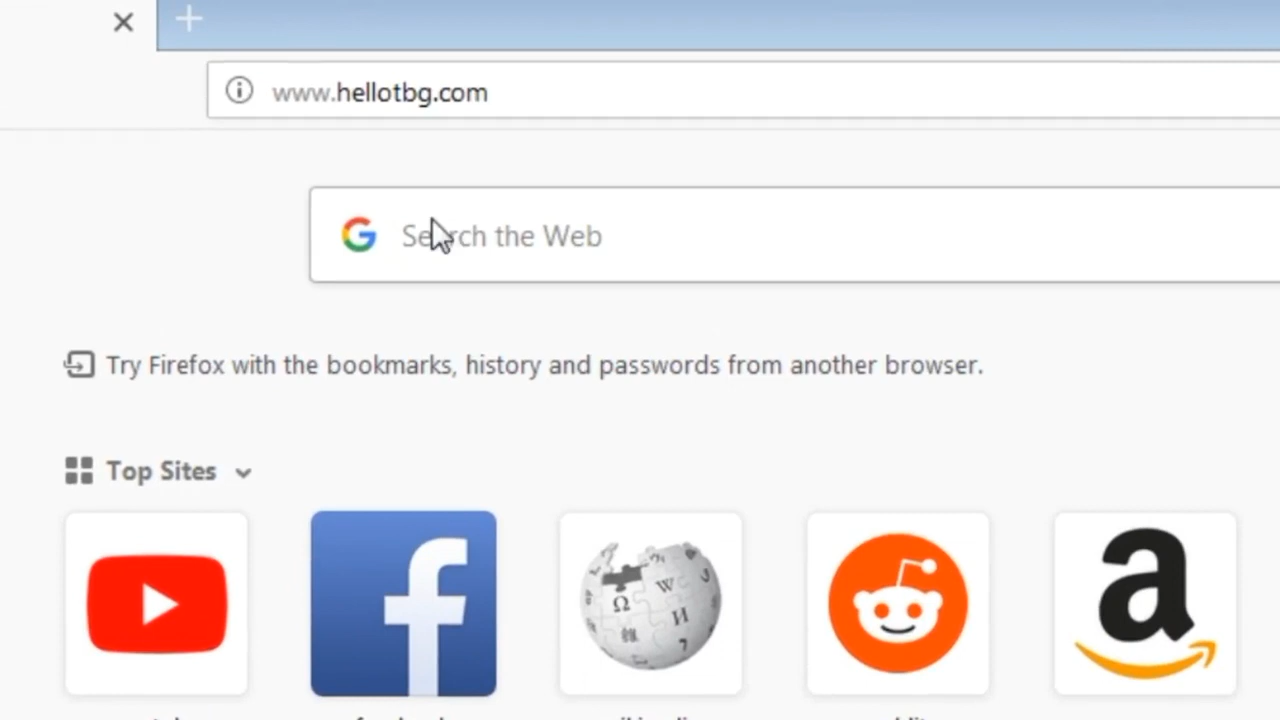 www.hellotbg.com
Search the Web
Try Firefox with the bookmarks, history and passwords from another browser.
Top Sites